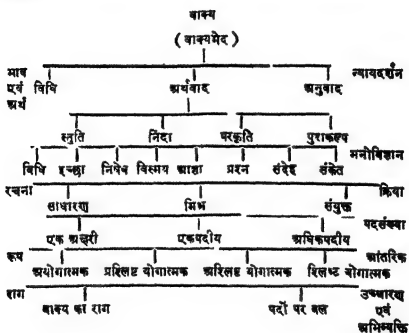 वाक्य
(वाक्यभेद)
भाव एवं अर्थ विधि अर्थवाद अनुवाद न्यायदर्शन
स्तुति निंदा परकृति पुराकल्प
मनोविज्ञान
विधि इच्छा निषेध विस्मय आज्ञा प्रश्न संदेह संकेत
रचना क्रिया
साधारण मिश्र संयुक्त
पदसंख्या
एक अक्षरी एकपदीय अधिकपदीय
रूप आंतरिक
अयोगात्मक प्रश्लिष्ट योगात्मक अश्लिष्ट योगात्मक श्लिष्ट योगात्मक
राग उच्चारण
वाक्य का राग पदों पर बल एवं
अभिव्यक्ति